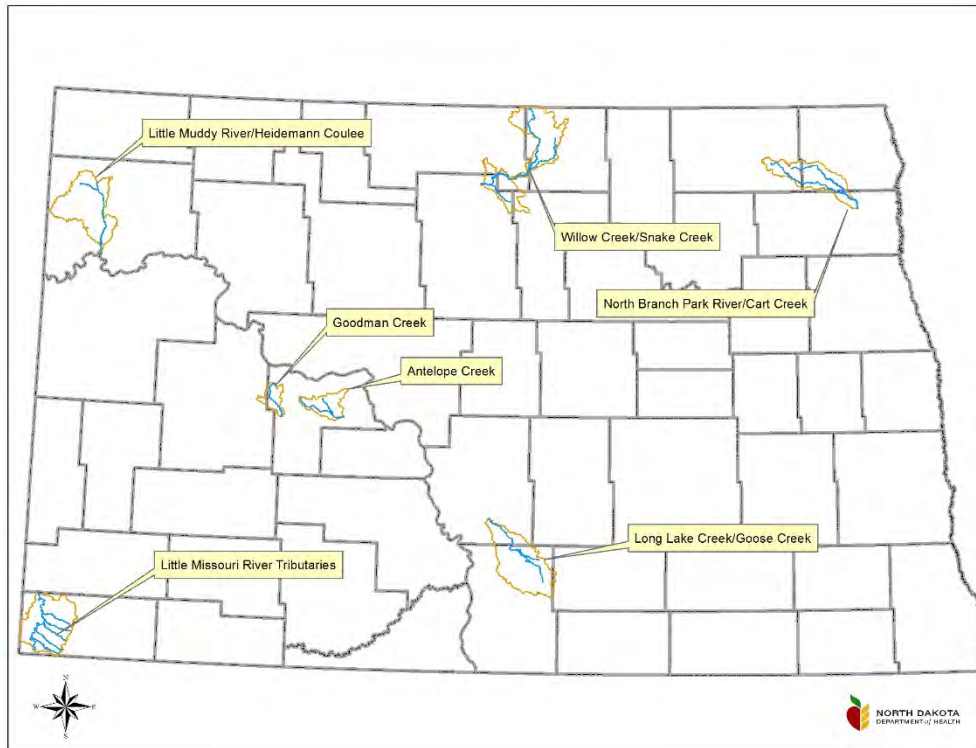 Little Muddy River/Heidemann Coulee
Willow Creek/Snake Creek
North Branch Park River/Cart Creek
Goodman Creek
Antelope Creek
Long Lake Creek/Goose Creek
Little Missouri River Tributaries
N
W E
S
NORTH DAKOTA
DEPARTMENT of HEALTH